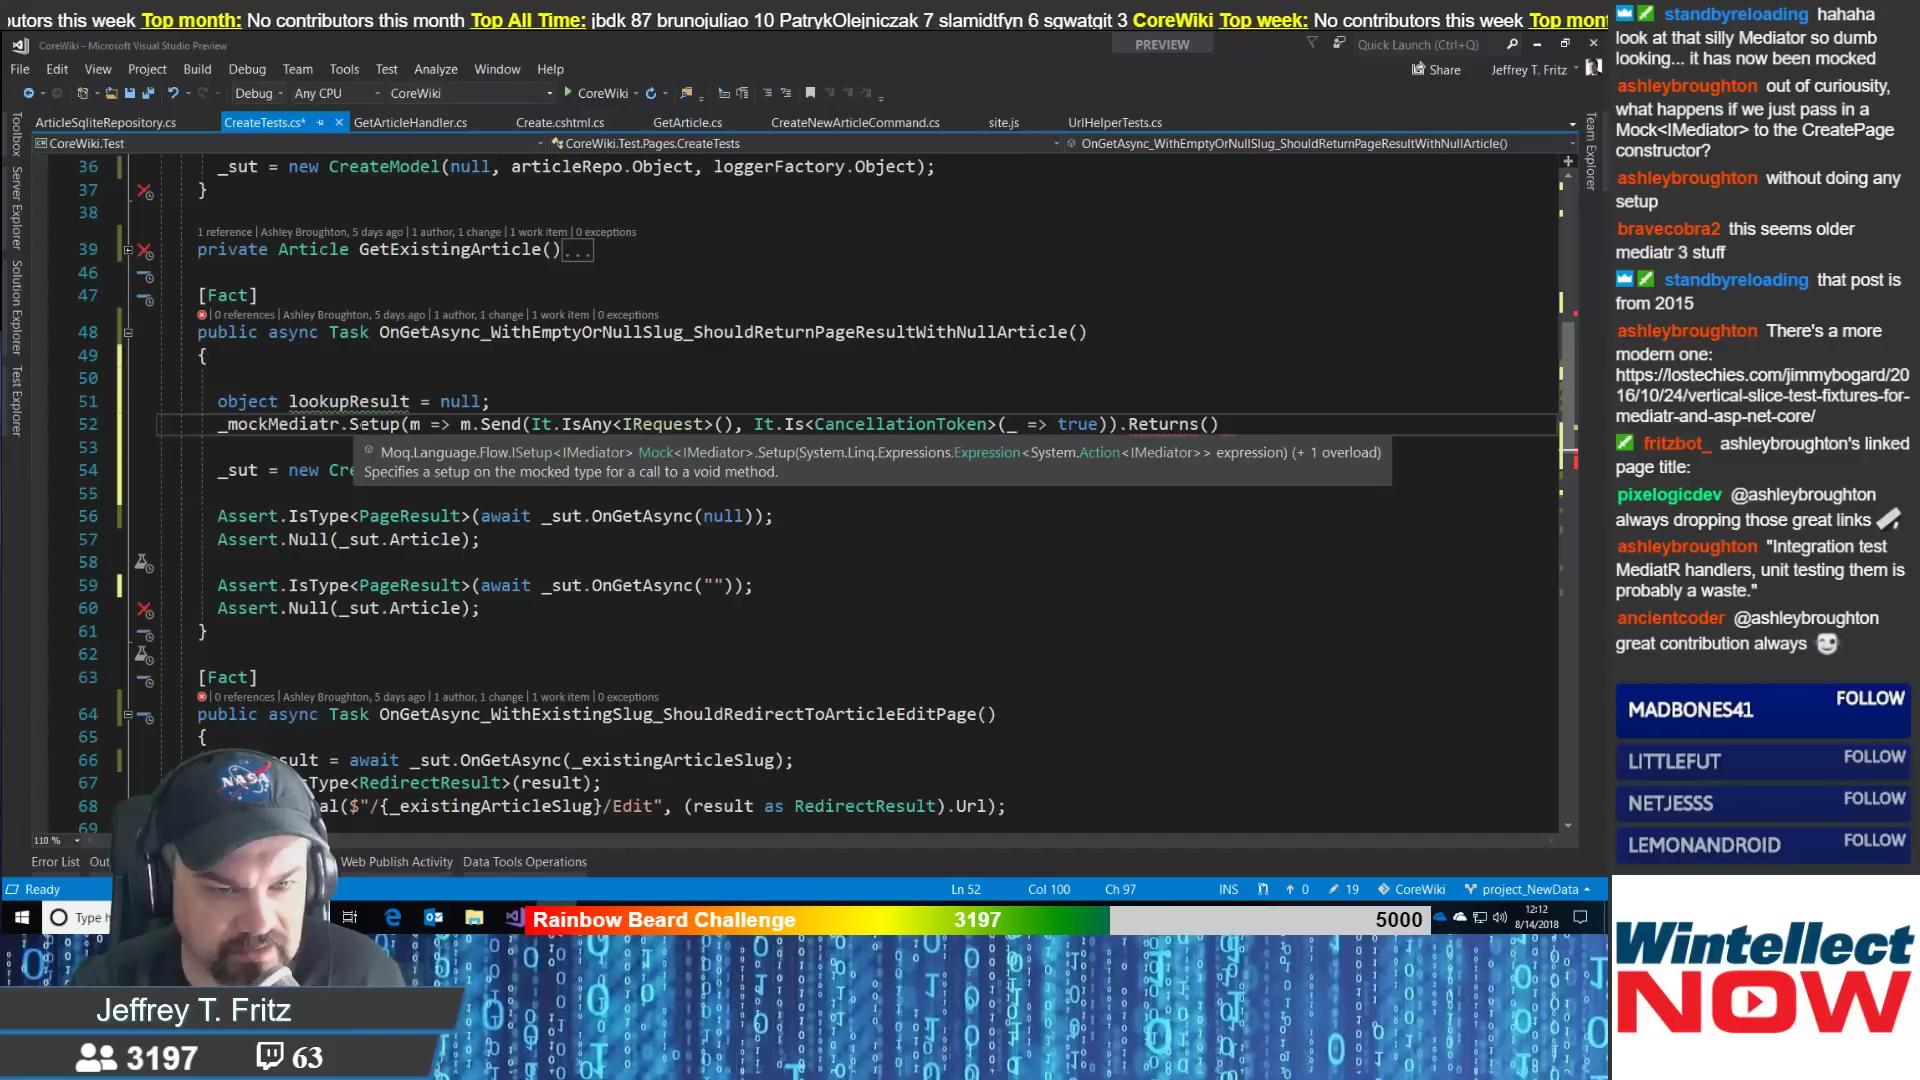 outors this week Top month: No contributors this month Top All Time: jbdk 87 brunojuliao 10 PatrykOlejniczak 7 slamidtfyn 6 sgwatgit 3 CoreWiki Top week: No contributors this week Top mont
CoreWiki - Microsoft Visual Studio Preview
PREVIEW
Quick Launch (Ctrl+Q)
File Edit View Project Build Debug Team Tools Test Analyze Window Help
Share
Jeffrey T. Fritz
Debug Any CPU CoreWiki CoreWiki
ArticleSqliteRepository.cs CreateTests.cs* GetArticleHandler.cs Create.cshtml.cs GetArticle.cs CreateNewArticleCommand.cs site.js UrlHelperTests.cs
CoreWiki.Test CoreWiki.Test.Pages.CreateTests OnGetAsync_WithEmptyOrNullSlug_ShouldReturnPageResultWithNullArticle()
Toolbox
Server Explorer
Solution Explorer
Test Explorer
Team Explorer
36 _sut = new CreateModel(null, articleRepo.Object, loggerFactory.Object);
37 }
38
1 reference | Ashley Broughton, 5 days ago | 1 author, 1 change | 1 work item | 0 exceptions
39 private Article GetExistingArticle()...
46
47 [Fact]
0 references | Ashley Broughton, 5 days ago | 1 author, 1 change | 1 work item | 0 exceptions
48 public async Task OnGetAsync_WithEmptyOrNullSlug_ShouldReturnPageResultWithNullArticle()
49 {
50
51 object lookupResult = null;
52 _mockMediatr.Setup(m => m.Send(It.IsAny<IRequest>(), It.Is<CancellationToken>(_ => true)).Returns()
53
Moq.Language.Flow.ISetup<IMediator> Mock<IMediator>.Setup(System.Linq.Expressions.Expression<System.Action<IMediator>> expression) (+ 1 overload)
Specifies a setup on the mocked type for a call to a void method.
54 _sut = new Cre
55
56 Assert.IsType<PageResult>(await _sut.OnGetAsync(null));
57 Assert.Null(_sut.Article);
58
59 Assert.IsType<PageResult>(await _sut.OnGetAsync(""));
60 Assert.Null(_sut.Article);
61 }
62
63 [Fact]
0 references | Ashley Broughton, 5 days ago | 1 author, 1 change | 1 work item | 0 exceptions
64 public async Task OnGetAsync_WithExistingSlug_ShouldRedirectToArticleEditPage()
65 {
66 sult = await _sut.OnGetAsync(_existingArticleSlug);
67 sType<RedirectResult>(result);
68 al($"/{_existingArticleSlug}/Edit", (result as RedirectResult).Url);
69
110 %
Error List Out Web Publish Activity Data Tools Operations
Ready Ln 52 Col 100 Ch 97 INS 0 19 CoreWiki project_NewData
Type h
Rainbow Beard Challenge 3197 5000
12:12
8/14/2018
NASA
Jeffrey T. Fritz
3197 63
standbyreloading hahaha
look at that silly Mediator so dumb
looking... it has now been mocked
ashleybroughton out of curiosity,
what happens if we just pass in a
Mock<IMediator> to the CreatePage
constructor?
ashleybroughton without doing any
setup
bravecobra2 this seems older
mediatr 3 stuff
standbyreloading that post is
from 2015
ashleybroughton There's a more
modern one:
https://lostechies.com/jimmybogard/20
16/10/24/vertical-slice-test-fixtures-for-
mediatr-and-asp-net-core/
fritzbot_ ashleybroughton's linked
page title:
pixelogicdev @ashleybroughton
always dropping those great links
ashleybroughton "Integration test
MediatR handlers, unit testing them is
probably a waste."
ancientcoder @ashleybroughton
great contribution always
MADBONES41 FOLLOW
LITTLEFUT FOLLOW
NETJESSS FOLLOW
LEMONANDROID FOLLOW
Wintellect
NOW